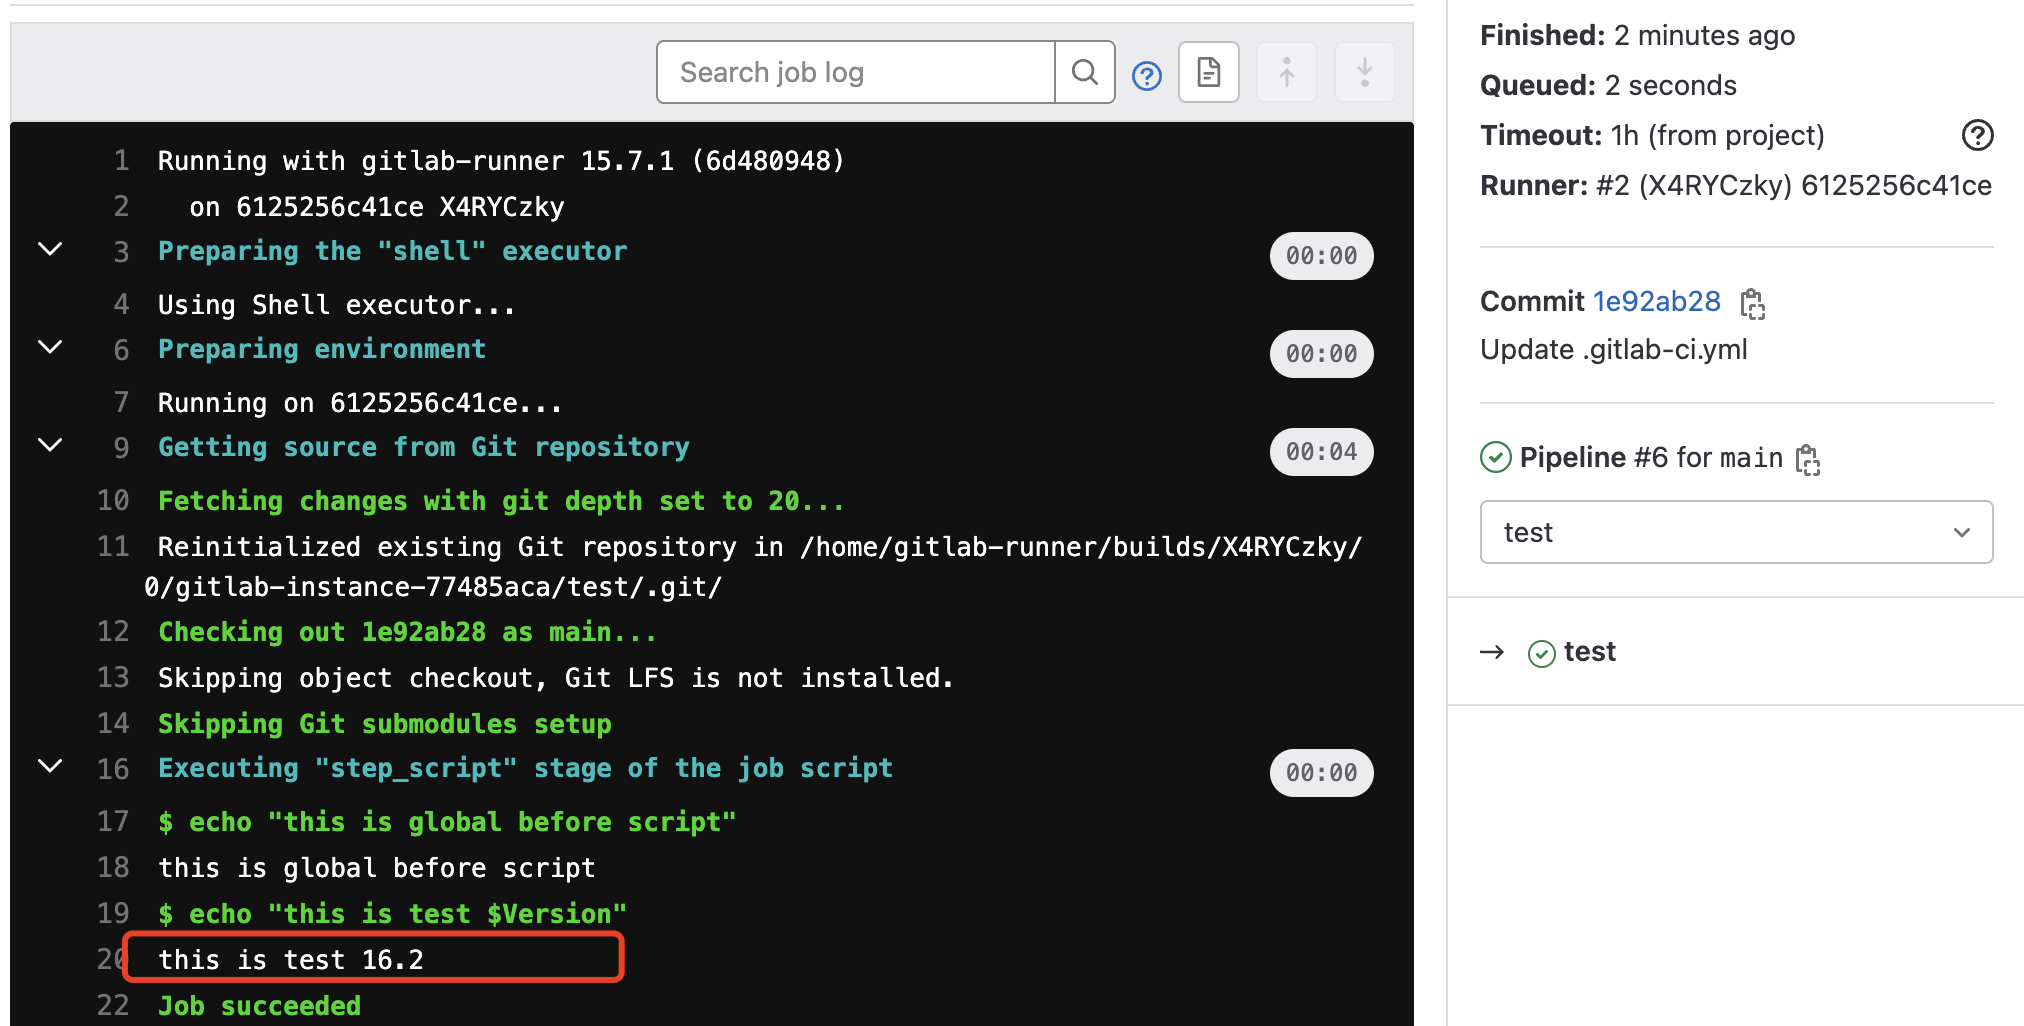 Search job log
1 Running with gitlab-runner 15.7.1 (6d480948)
2 on 6125256c41ce X4RYCzky
3 Preparing the "shell" executor 00:00
4 Using Shell executor...
6 Preparing environment 00:00
7 Running on 6125256c41ce...
9 Getting source from Git repository 00:04
10 Fetching changes with git depth set to 20...
11 Reinitialized existing Git repository in /home/gitlab-runner/builds/X4RYCzky/
0/gitlab-instance-77485aca/test/.git/
12 Checking out 1e92ab28 as main...
13 Skipping object checkout, Git LFS is not installed.
14 Skipping Git submodules setup
16 Executing "step_script" stage of the job script 00:00
17 $ echo "this is global before script"
18 this is global before script
19 $ echo "this is test $Version"
20 this is test 16.2
22 Job succeeded
Finished: 2 minutes ago
Queued: 2 seconds
Timeout: 1h (from project)
Runner: #2 (X4RYCzky) 6125256c41ce
Commit 1e92ab28
Update .gitlab-ci.yml
Pipeline #6 for main
test
→ test